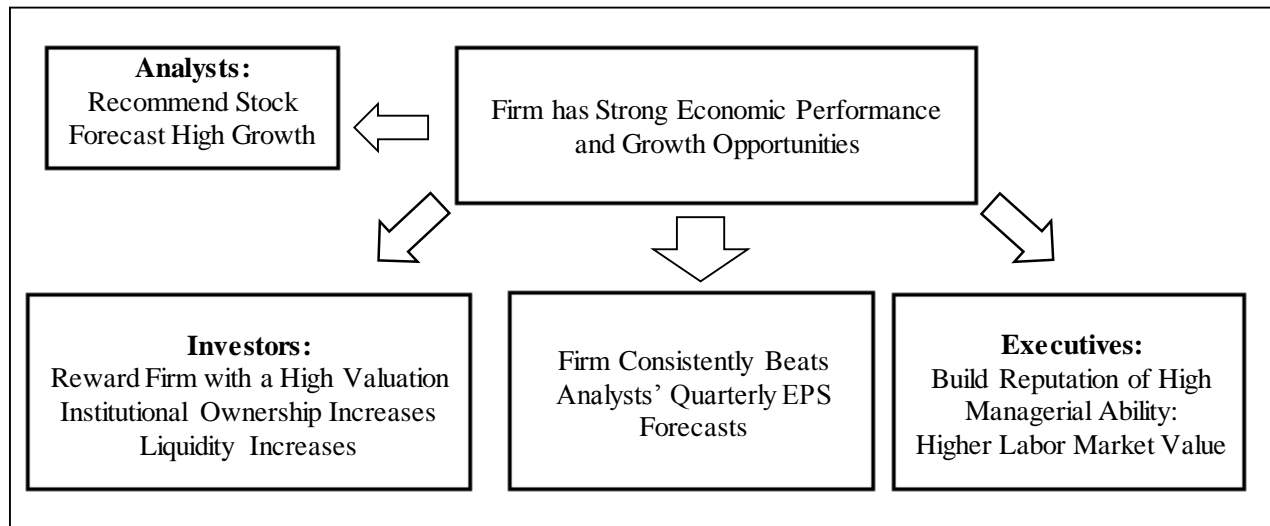 Analysts:
Recommend Stock
Forecast High Growth
Firm has Strong Economic Performance
and Growth Opportunities
Investors:
Reward Firm with a High Valuation
Institutional Ownership Increases
Liquidity Increases
Firm Consistently Beats
Analysts’ Quarterly EPS
Forecasts
Executives:
Build Reputation of High
Managerial Ability:
Higher Labor Market Value